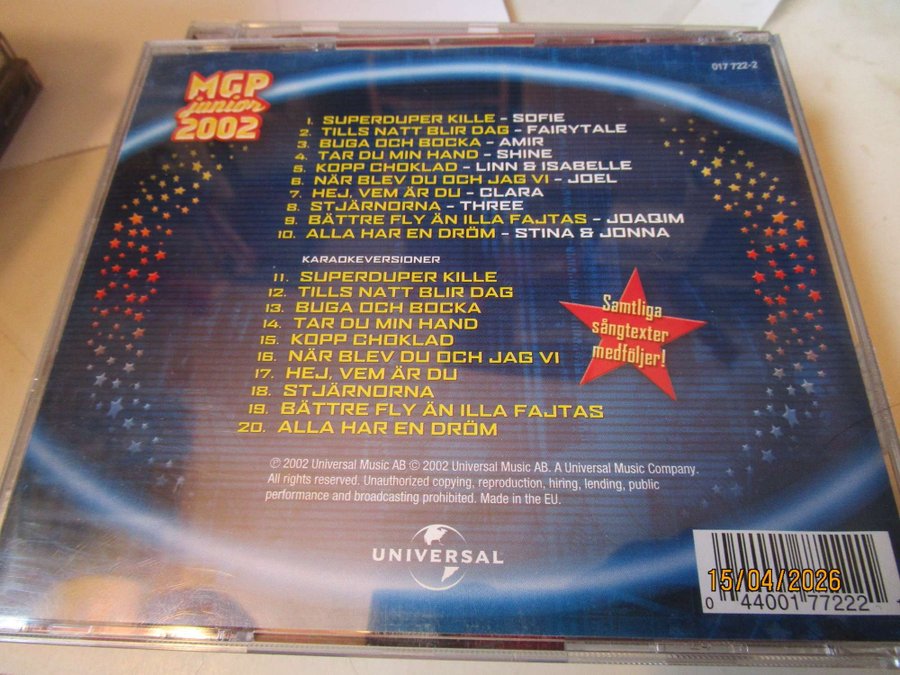 MGP
junior
2002
017 722-2
1. SUPERDUPER KILLE – SOFIE
2. TILLS NATT BLIR DAG – FAIRYTALE
3. BUGA OCH BOCKA – AMIR
4. TAR DU MIN HAND – SHINE
5. KOPP CHOKLAD – LINN & ISABELLE
6. NÄR BLEV DU OCH JAG VI – JOEL
7. HEJ, VEM ÄR DU – CLARA
8. STJÄRNORNA – THREE
9. BÄTTRE FLY ÄN ILLA FAJTAS – JOAQIM
10. ALLA HAR EN DRÖM – STINA & JONNA
KARAOKEVERSIONER
11. SUPERDUPER KILLE
12. TILLS NATT BLIR DAG
13. BUGA OCH BOCKA
14. TAR DU MIN HAND
15. KOPP CHOKLAD
16. NÄR BLEV DU OCH JAG VI
17. HEJ, VEM ÄR DU
18. STJÄRNORNA
19. BÄTTRE FLY ÄN ILLA FAJTAS
20. ALLA HAR EN DRÖM
Samtliga
sångtexter
medföljer!
℗ 2002 Universal Music AB © 2002 Universal Music AB. A Universal Music Company.
All rights reserved. Unauthorized copying, reproduction, hiring, lending, public
performance and broadcasting prohibited. Made in the EU.
UNIVERSAL
15/04/2026
0 44001 77222